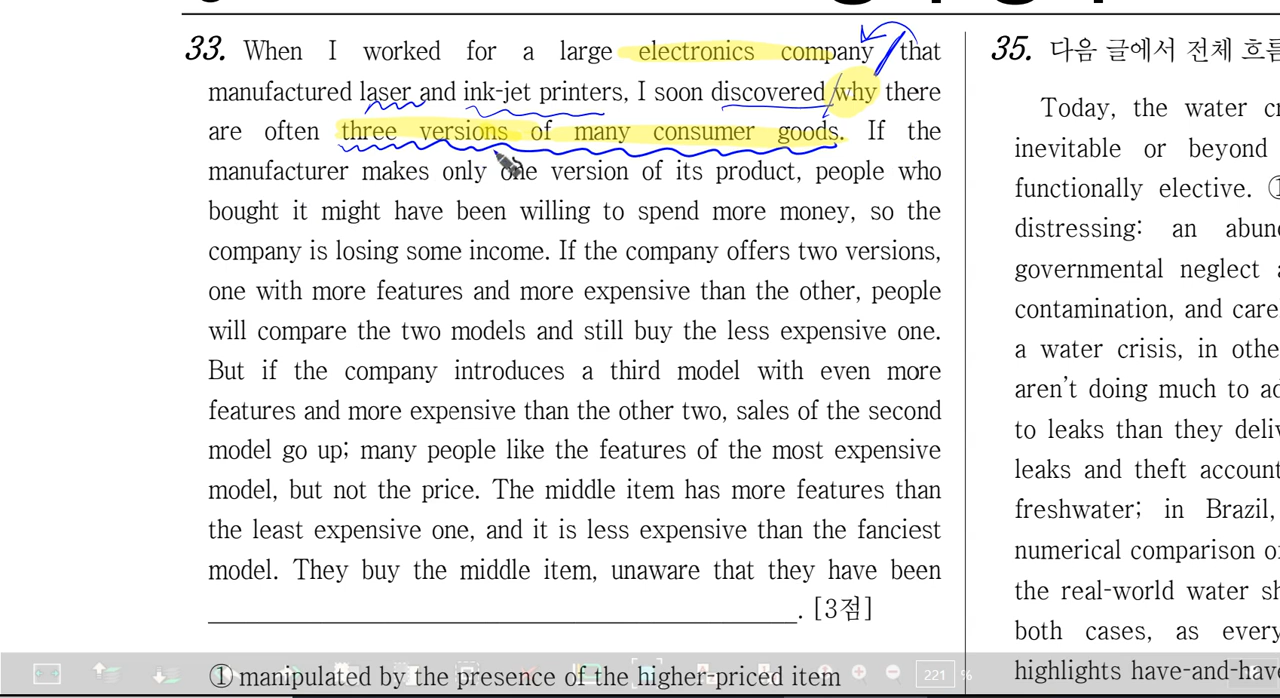 33. When I worked for a large electronics company that
manufactured laser and ink-jet printers, I soon discovered why there
are often three versions of many consumer goods. If the
manufacturer makes only one version of its product, people who
bought it might have been willing to spend more money, so the
company is losing some income. If the company offers two versions,
one with more features and more expensive than the other, people
will compare the two models and still buy the less expensive one.
But if the company introduces a third model with even more
features and more expensive than the other two, sales of the second
model go up; many people like the features of the most expensive
model, but not the price. The middle item has more features than
the least expensive one, and it is less expensive than the fanciest
model. They buy the middle item, unaware that they have been
. [3점]
① manipulated by the presence of the higher-priced item
35. 다음 글에서 전체 흐름
Today, the water
inevitable or beyond
functionally elective. ①
distressing: an
governmental neglect
contamination, and
a water crisis, in
aren't doing much to
to leaks than they
leaks and theft account
freshwater; in Brazil,
numerical comparison
the real-world water
both cases, as every
highlights
221 %